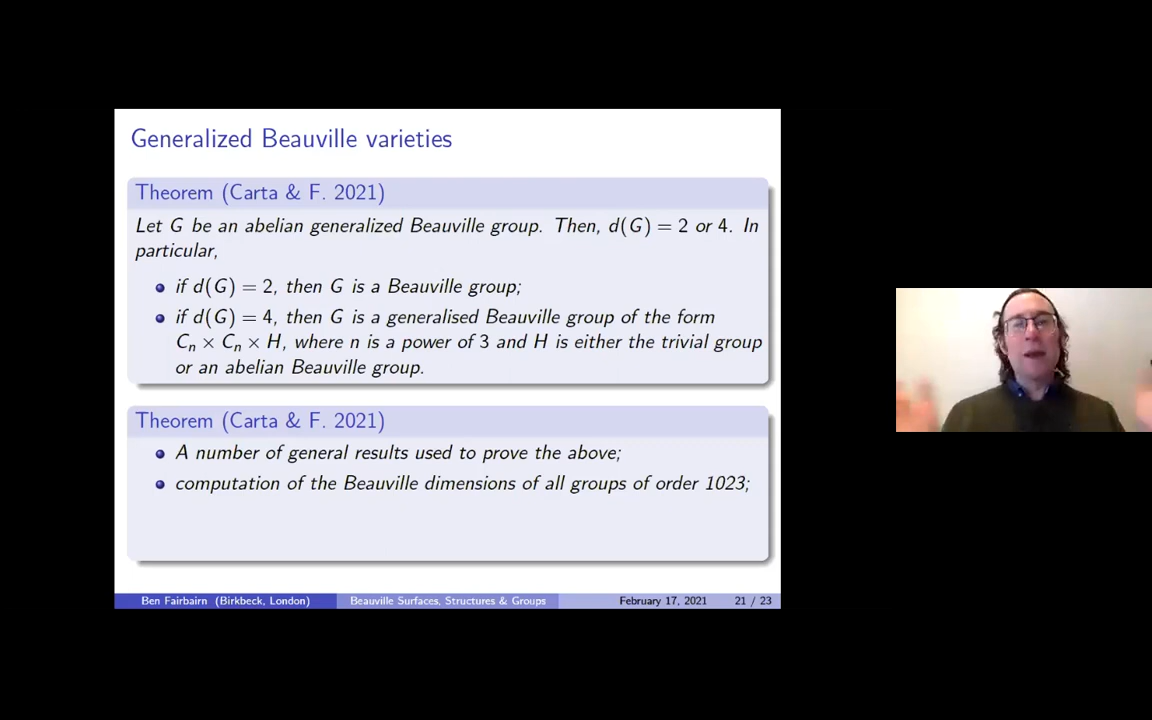 Generalized Beauville varieties
Theorem (Carta & F. 2021)
Let G be an abelian generalized Beauville group. Then, d(G) = 2 or 4. In
particular,
if d(G) = 2, then G is a Beauville group;
if d(G) = 4, then G is a generalised Beauville group of the form
Cₙ × Cₙ × H, where n is a power of 3 and H is either the trivial group
or an abelian Beauville group.
Theorem (Carta & F. 2021)
A number of general results used to prove the above;
computation of the Beauville dimensions of all groups of order 1023;
Ben Fairbairn (Birkbeck, London) Beauville Surfaces, Structures & Groups February 17, 2021 21 / 23